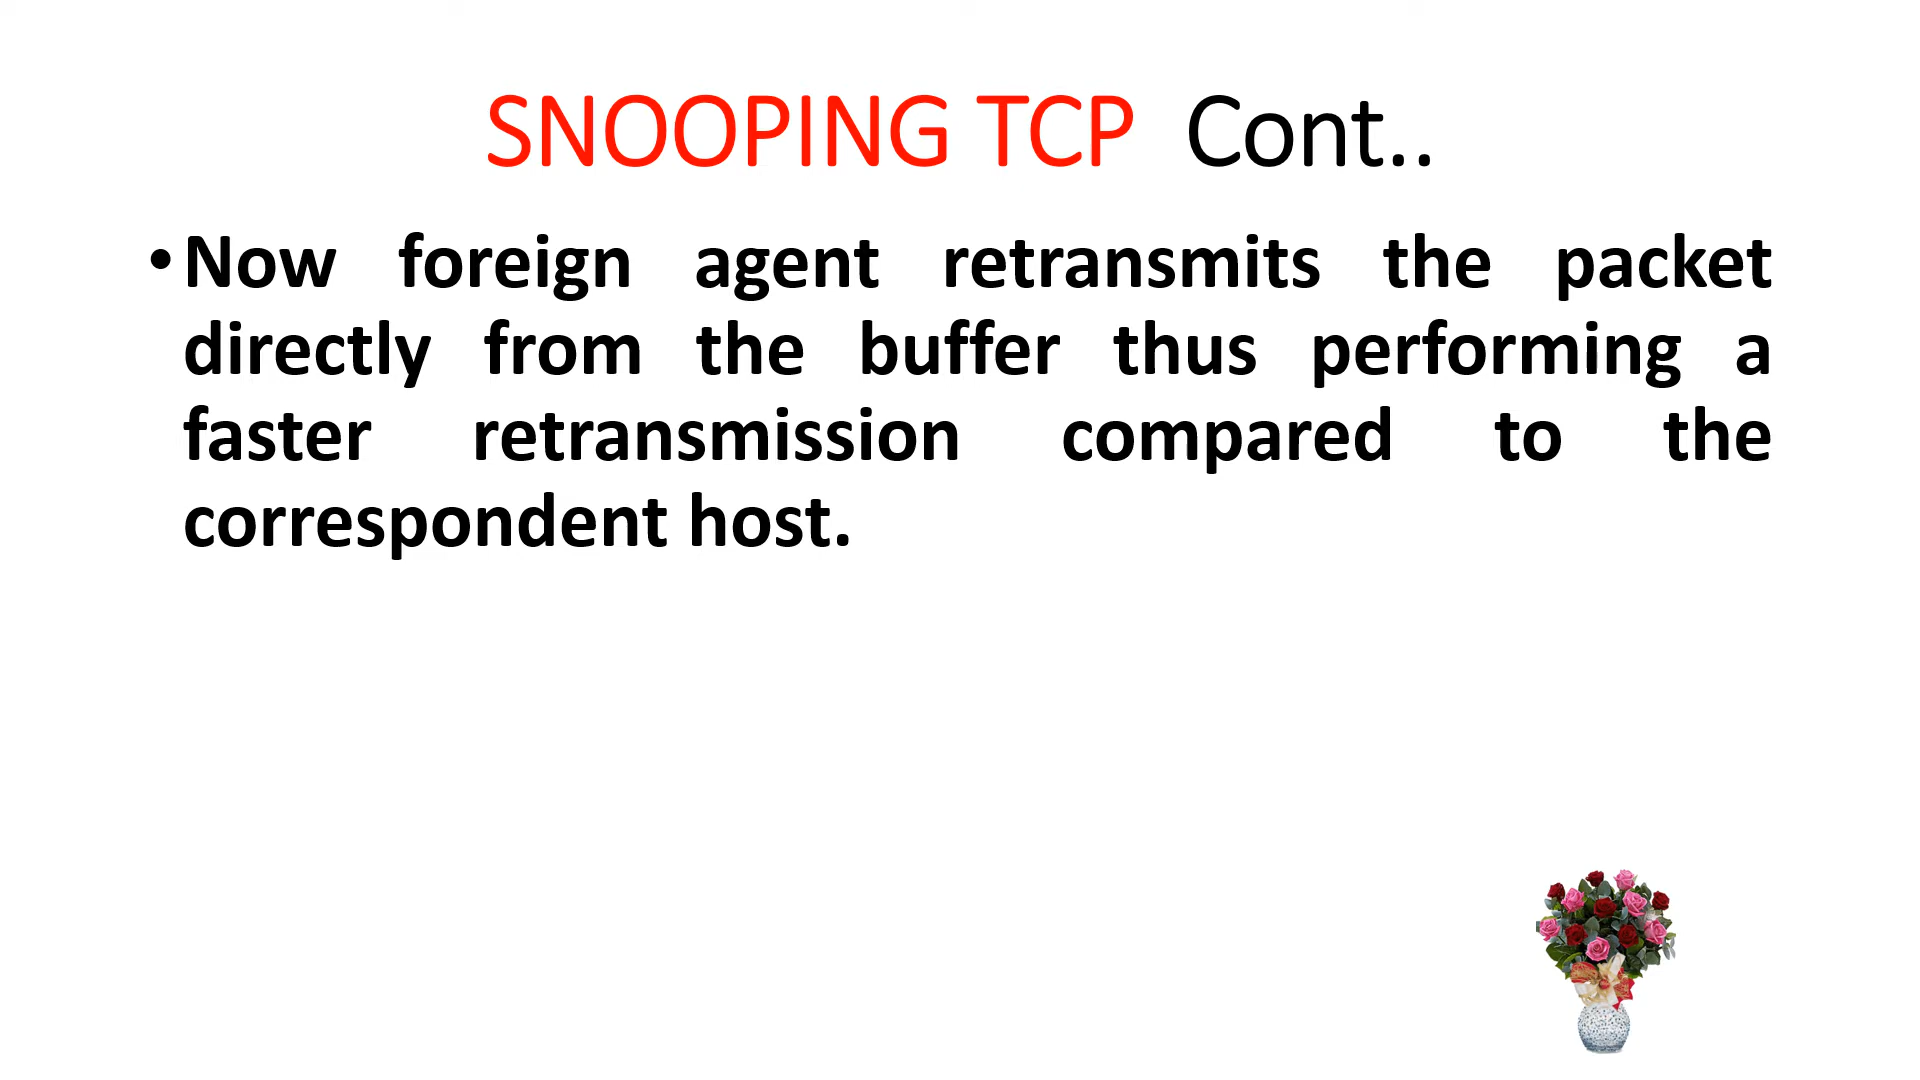 SNOOPING TCP Cont..
• Now foreign agent retransmits the packet
directly from the buffer thus performing a
faster retransmission compared to the
correspondent host.